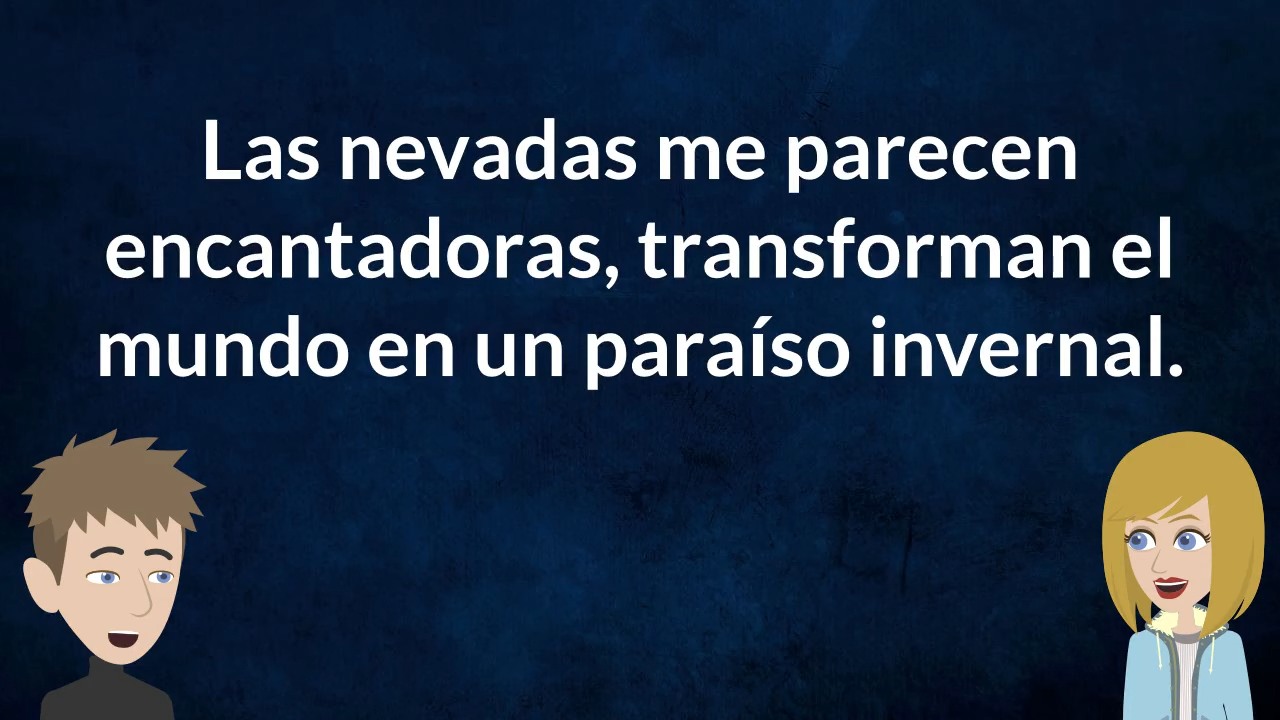 Las nevadas me parecen
encantadoras, transforman el
mundo en un paraíso invernal.